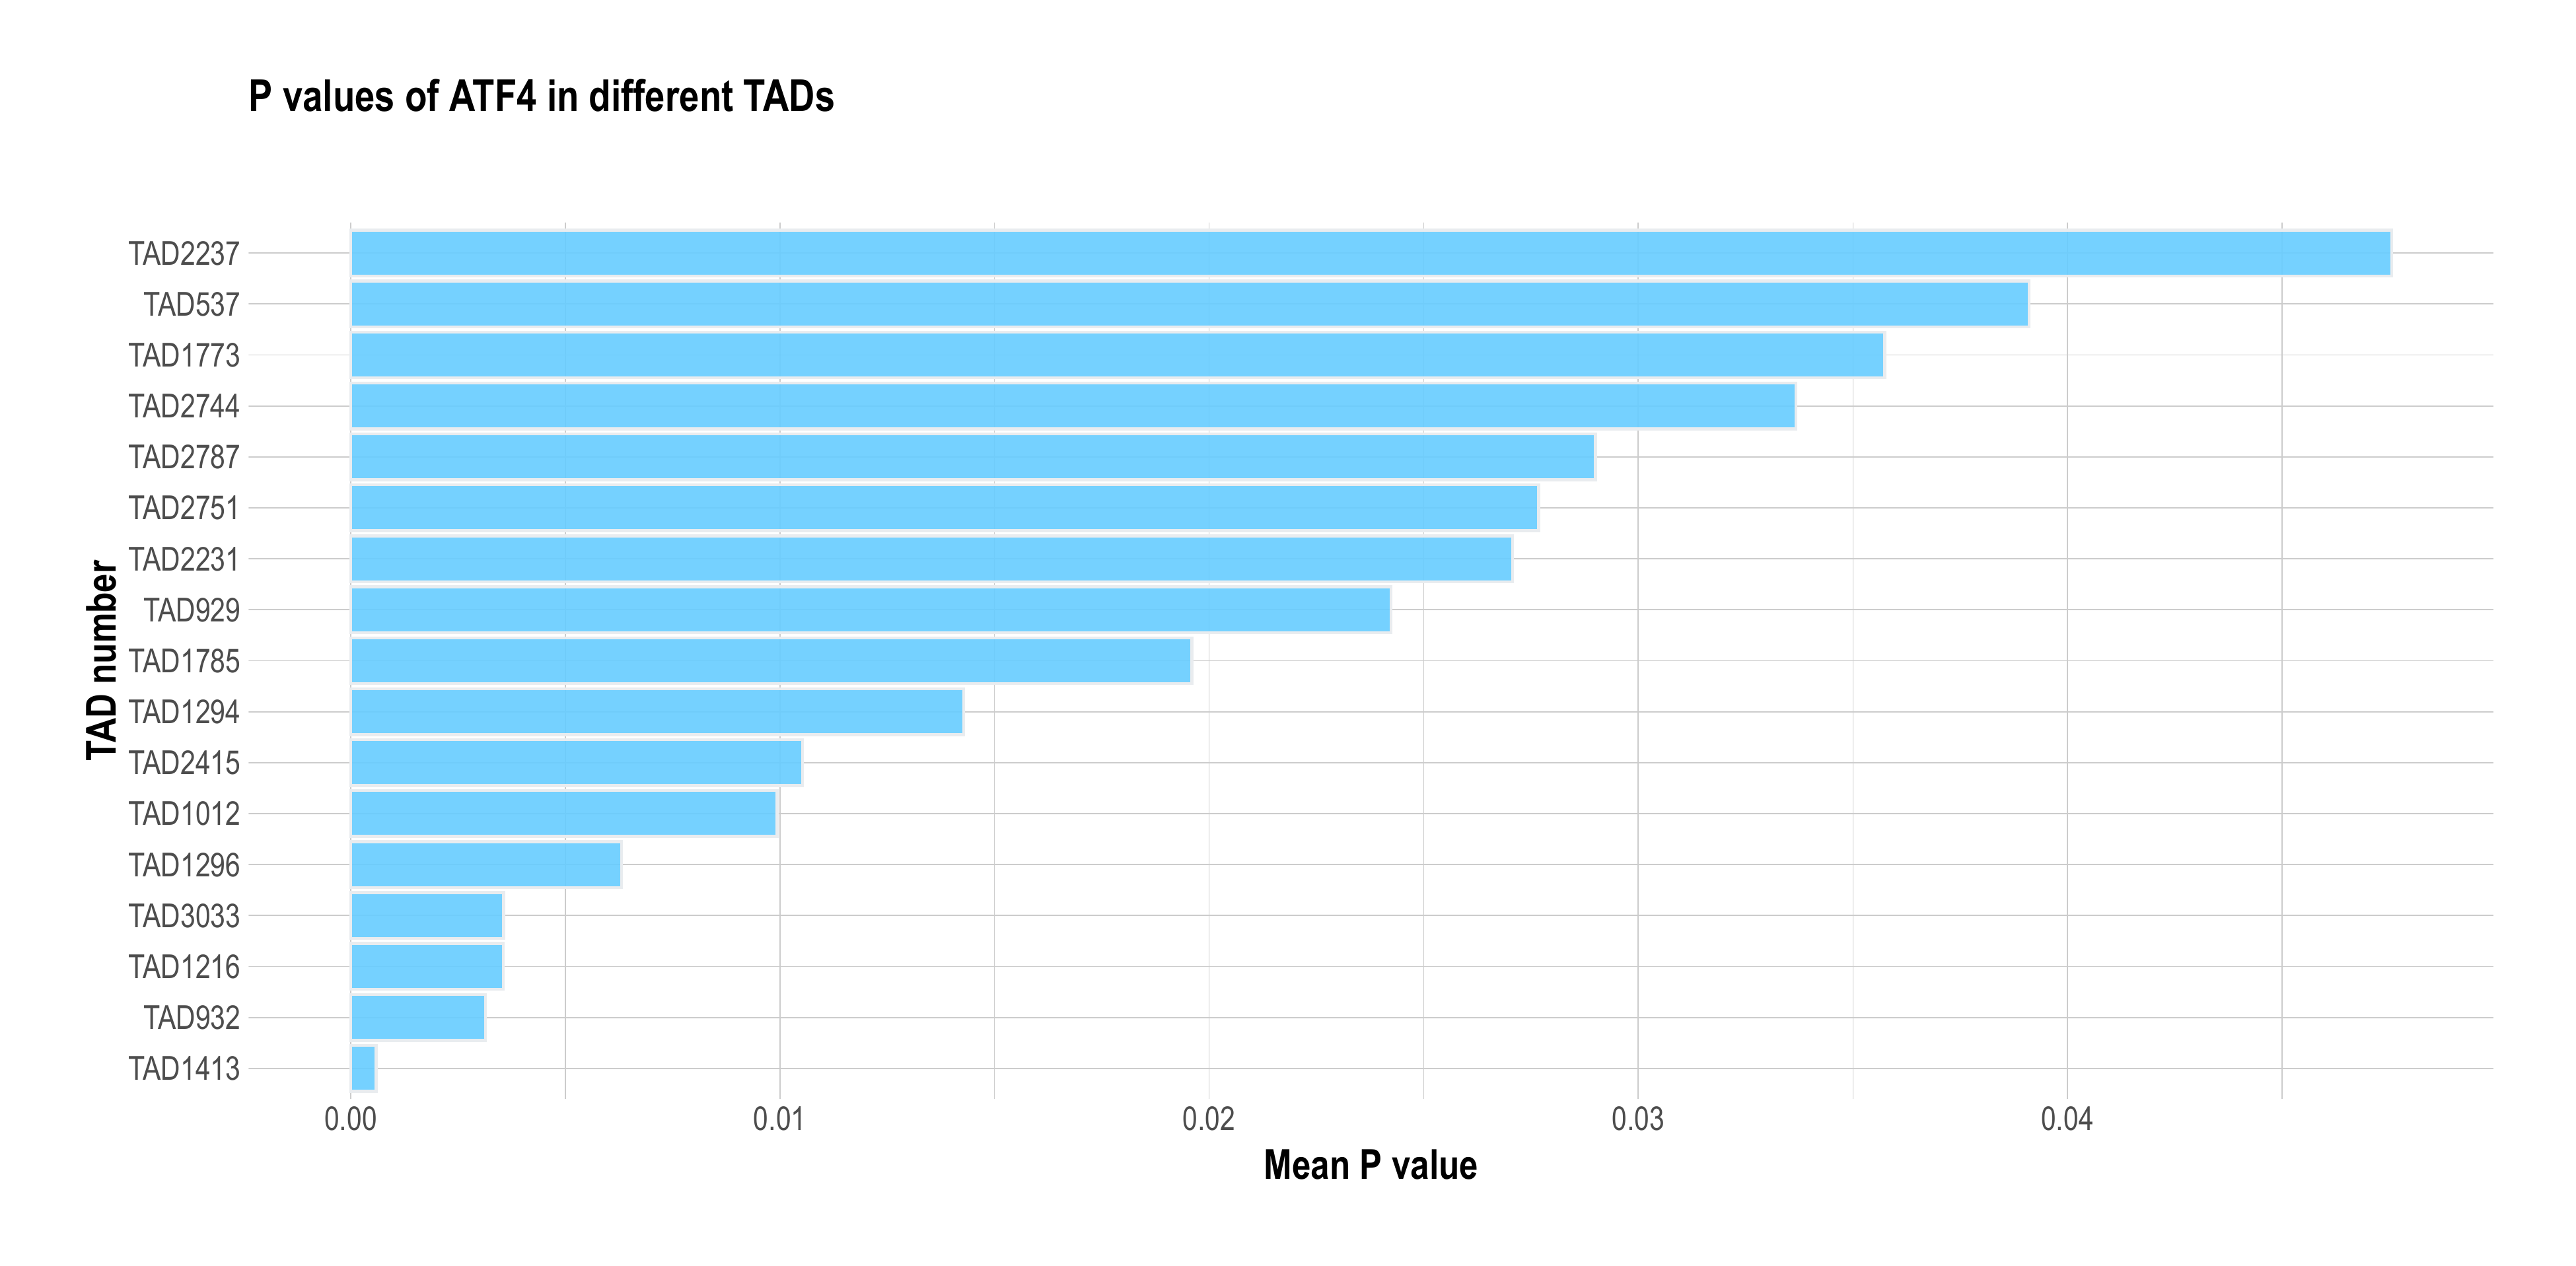 P values of ATF4 in different TADs
TAD number
TAD2237
TAD537
TAD1773
TAD2744
TAD2787
TAD2751
TAD2231
TAD929
TAD1785
TAD1294
TAD2415
TAD1012
TAD1296
TAD3033
TAD1216
TAD932
TAD1413
0.00 0.01 0.02 0.03 0.04
Mean P value